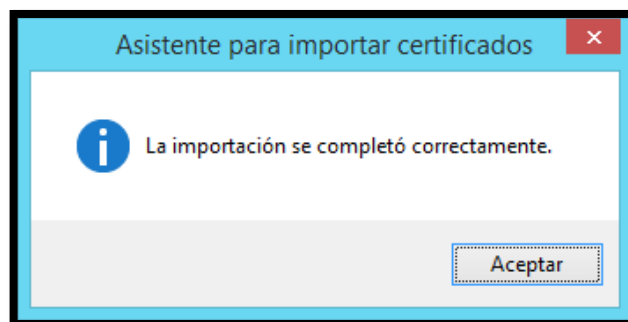 Asistente para importar certificados
La importación se completó correctamente.
Aceptar